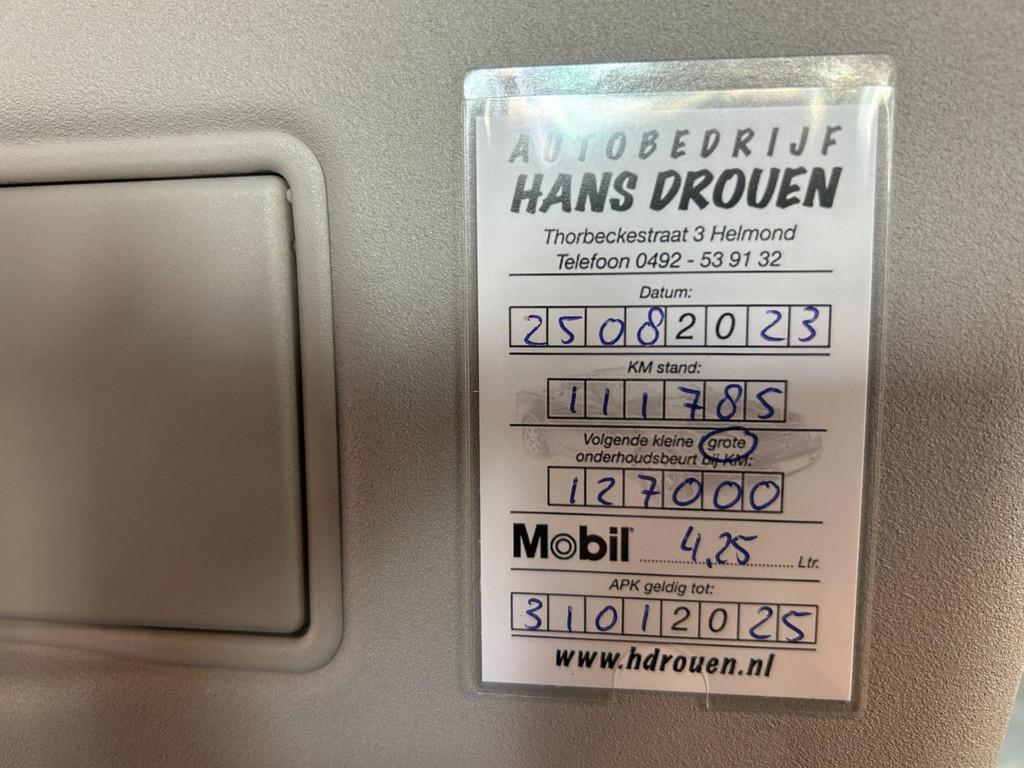 AUTOBEDRIJF
HANS DROUEN
Thorbeckestraat 3 Helmond
Telefoon 0492 - 53 91 32
Datum:
25082023
KM stand:
111785
Volgende kleine grote
onderhoudsbeurt bij KM:
127000
Mobil 4,25 Ltr.
APK geldig tot:
31012025
www.hdrouen.nl